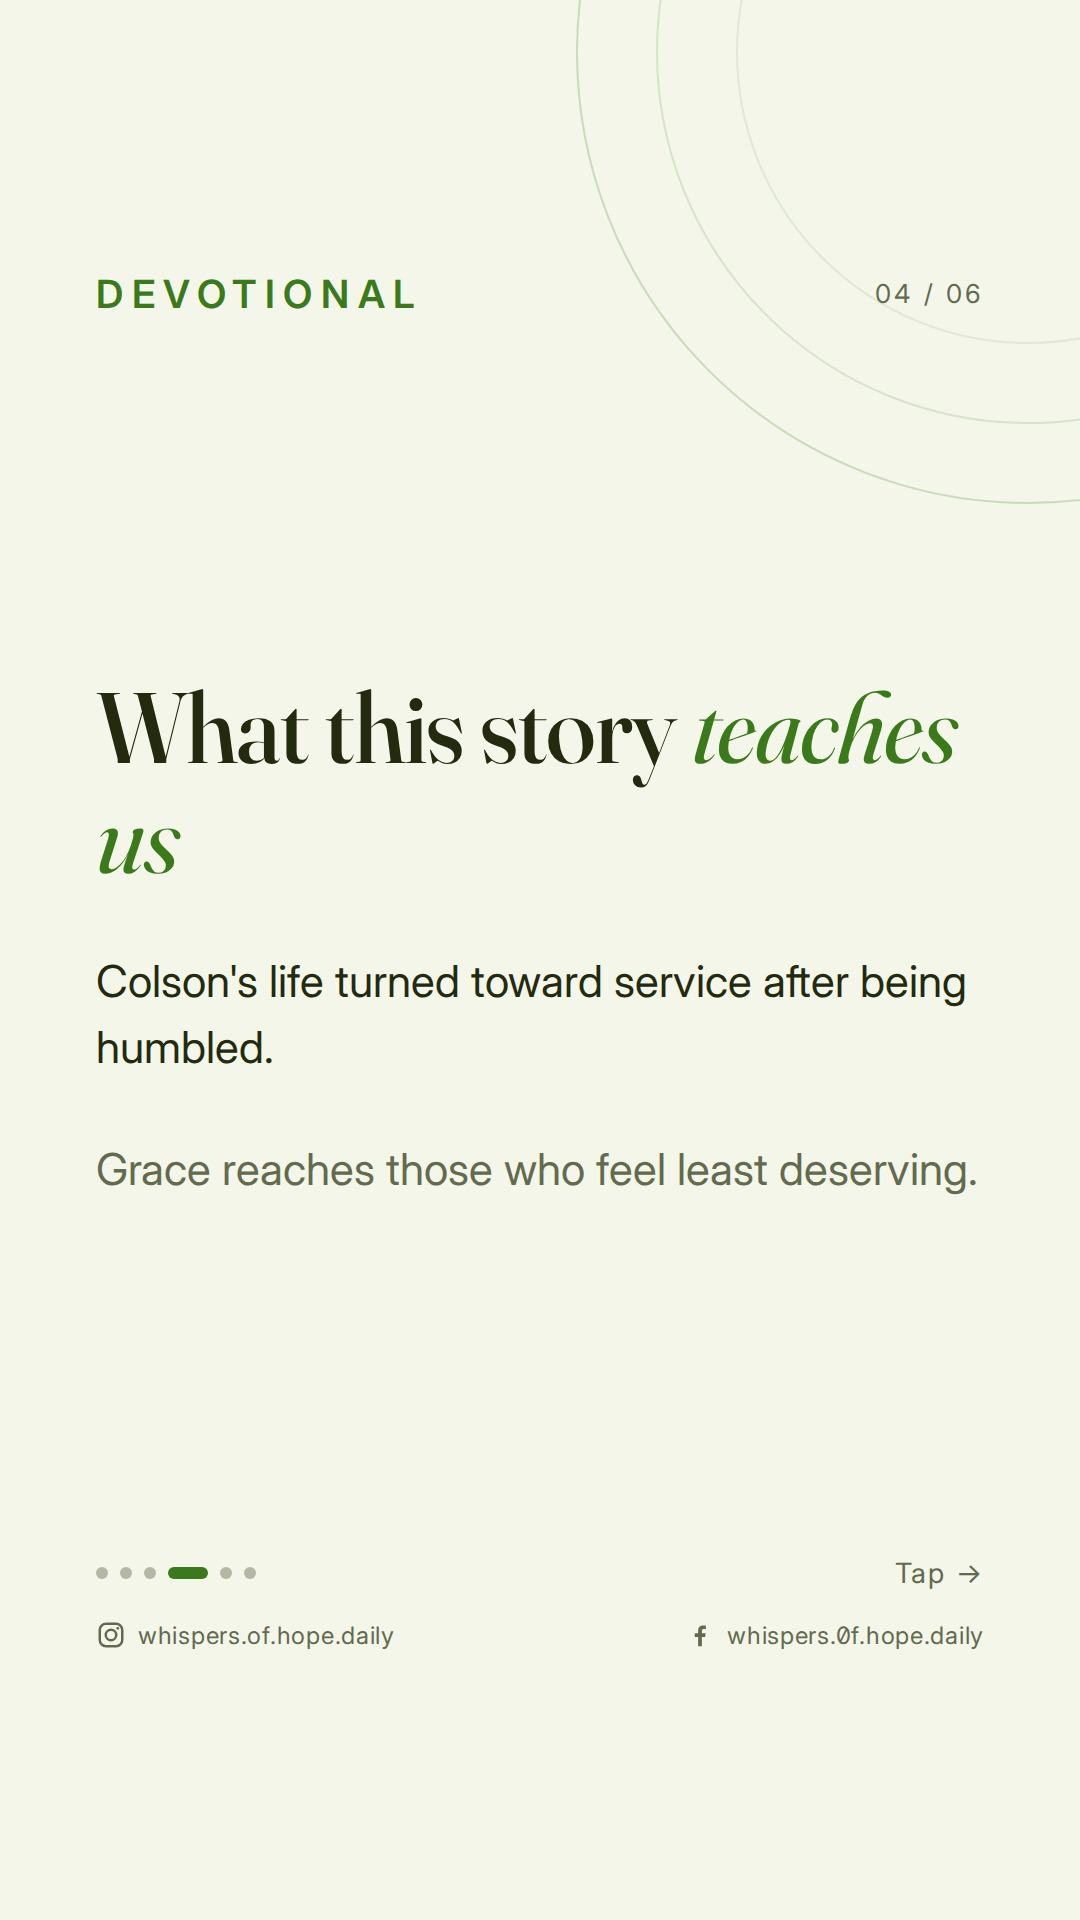 DEVOTIONAL
04 / 06
What this story teaches
us
Colson's life turned toward service after being
humbled.
Grace reaches those who feel least deserving.
Tap →
whispers.of.hope.daily
whispers.0f.hope.daily